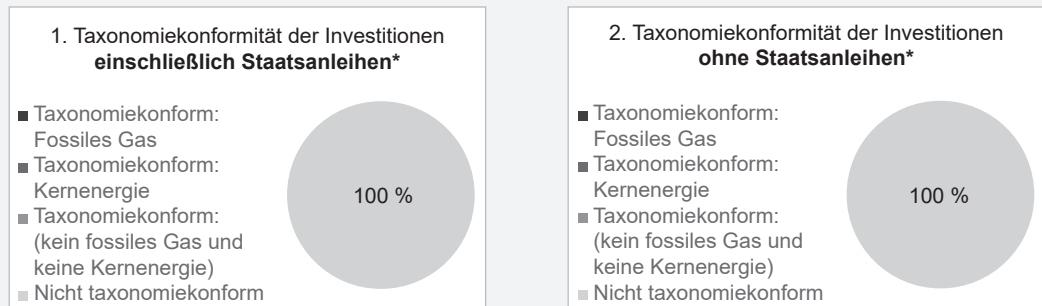 1. Taxonomiekonformität der Investitionen
einschließlich Staatsanleihen*
Taxonomiekonform:
Fossiles Gas
Taxonomiekonform:
Kernenergie
Taxonomiekonform:
(kein fossiles Gas und
keine Kernenergie)
Nicht taxonomiekonform
100 %
2. Taxonomiekonformität der Investitionen
ohne Staatsanleihen*
Taxonomiekonform:
Fossiles Gas
Taxonomiekonform:
Kernenergie
Taxonomiekonform:
(kein fossiles Gas und
keine Kernenergie)
Nicht taxonomiekonform
100 %